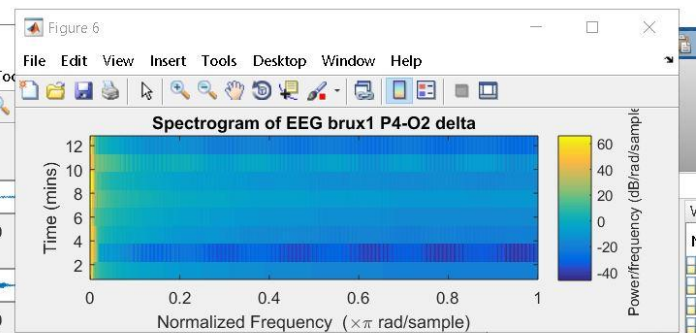 Figure 6
File Edit View Insert Tools Desktop Window Help
Spectrogram of EEG brux1 P4-O2 delta
12
10
8
6
4
2
Time (mins)
0 0.2 0.4 0.6 0.8 1
Normalized Frequency (×π rad/sample)
60
40
20
0
-20
-40
Power/frequency (dB/rad/sample